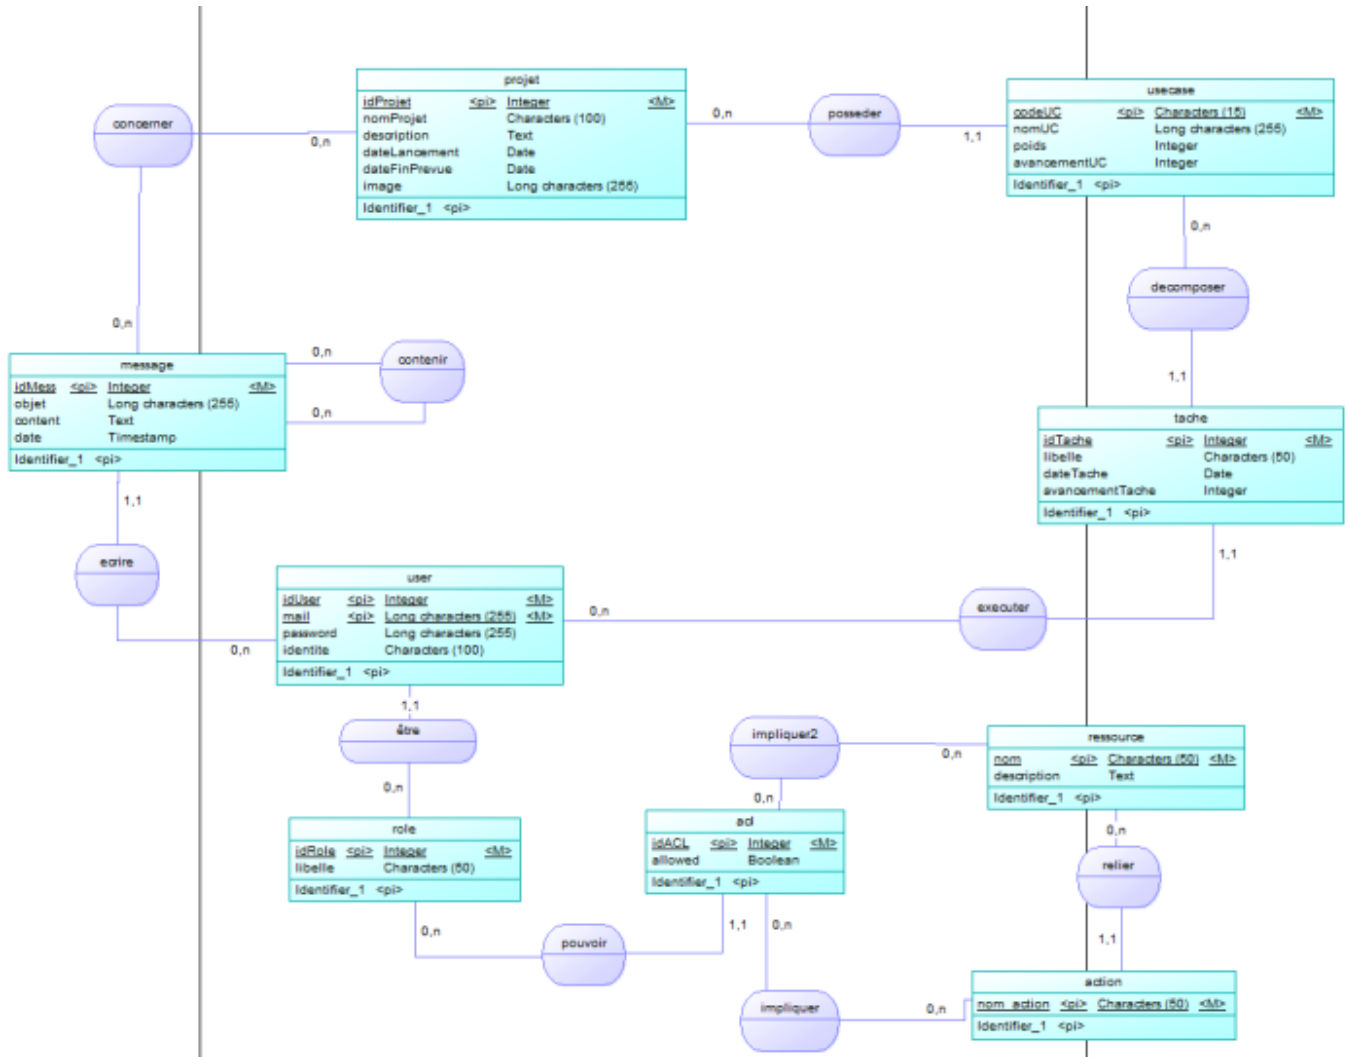 projet
idProjet <pi> Integer <M>
nomProjet Characters (100)
description Text
dateLancement Date
dateFinPrevue Date
image Long characters (255)
Identifier_1 <pi>
concerner
0,n
0,n
0,n
posseder
1,1
usecase
codeUC <pi> Characters (15) <M>
nomUC Long characters (255)
poids Integer
avancementUC Integer
Identifier_1 <pi>
0,n
decomposer
1,1
message
idMess <pi> Integer <M>
objet Long characters (255)
content Text
date Timestamp
Identifier_1 <pi>
0,n
contenir
0,n
tache
idTache <pi> Integer <M>
libelle Characters (50)
dateTache Date
avancementTache Integer
Identifier_1 <pi>
1,1
ecrire
0,n
user
idUser <pi> Integer <M>
mail <pi> Long characters (255) <M>
password Long characters (255)
identite Characters (100)
Identifier_1 <pi>
0,n
executer
1,1
1,1
être
0,n
role
idRole <pi> Integer <M>
libelle Characters (50)
Identifier_1 <pi>
impliquer2
0,n
0,n
ressource
nom <pi> Characters (50) <M>
description Text
Identifier_1 <pi>
acl
idACL <pi> Integer <M>
allowed Boolean
Identifier_1 <pi>
0,n
relier
1,1
0,n
pouvoir
1,1
0,n
impliquer
0,n
action
nom_action <pi> Characters (50) <M>
Identifier_1 <pi>